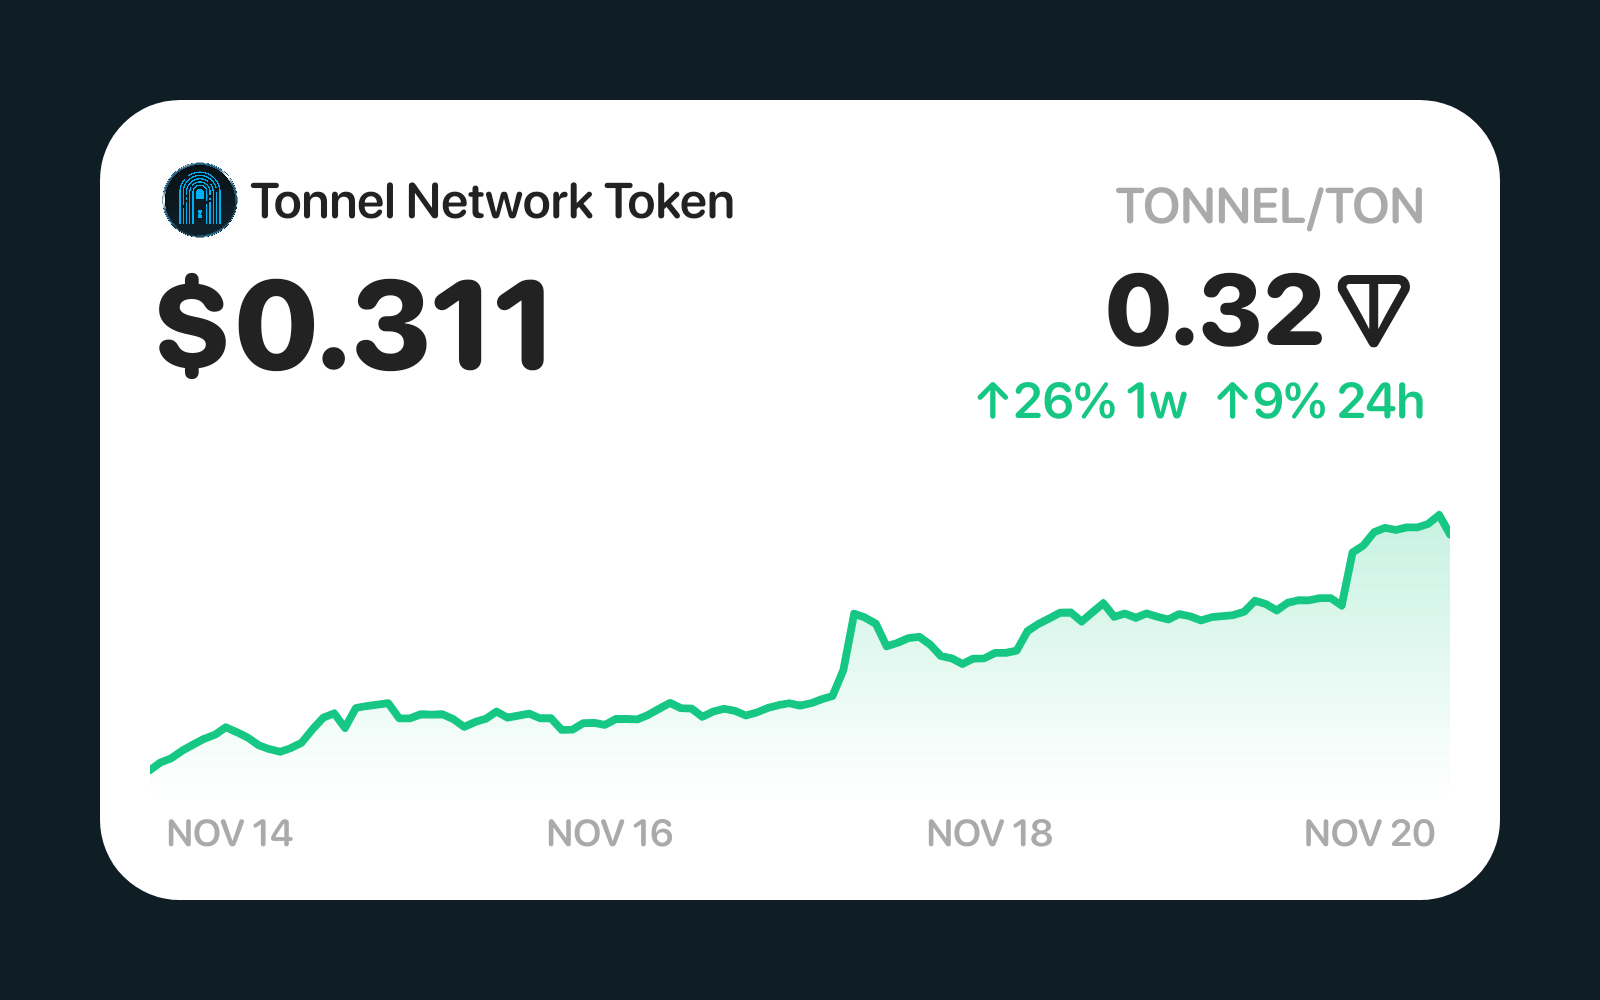 Tonnel Network Token
TONNEL/TON
$0.311
0.32
↑26% 1w ↑9% 24h
NOV 14 NOV 16 NOV 18 NOV 20